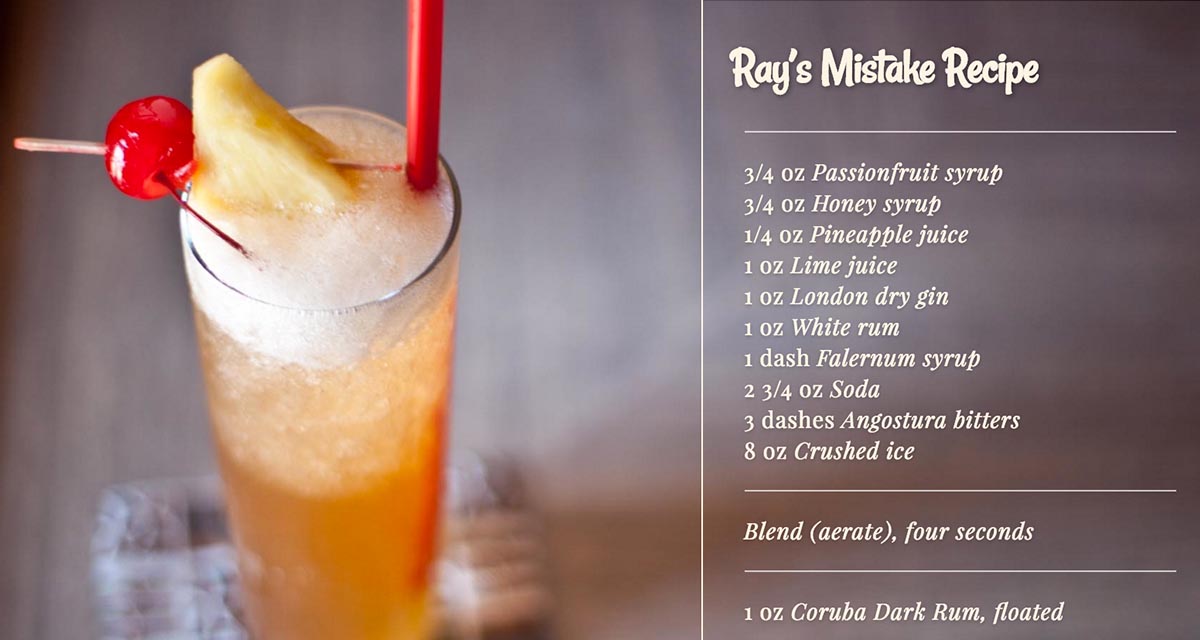 Ray's Mistake Recipe
3/4 oz Passionfruit syrup
3/4 oz Honey syrup
1/4 oz Pineapple juice
1 oz Lime juice
1 oz London dry gin
1 oz White rum
1 dash Falernum syrup
2 3/4 oz Soda
3 dashes Angostura bitters
8 oz Crushed ice
Blend (aerate), four seconds
1 oz Coruba Dark Rum, floated